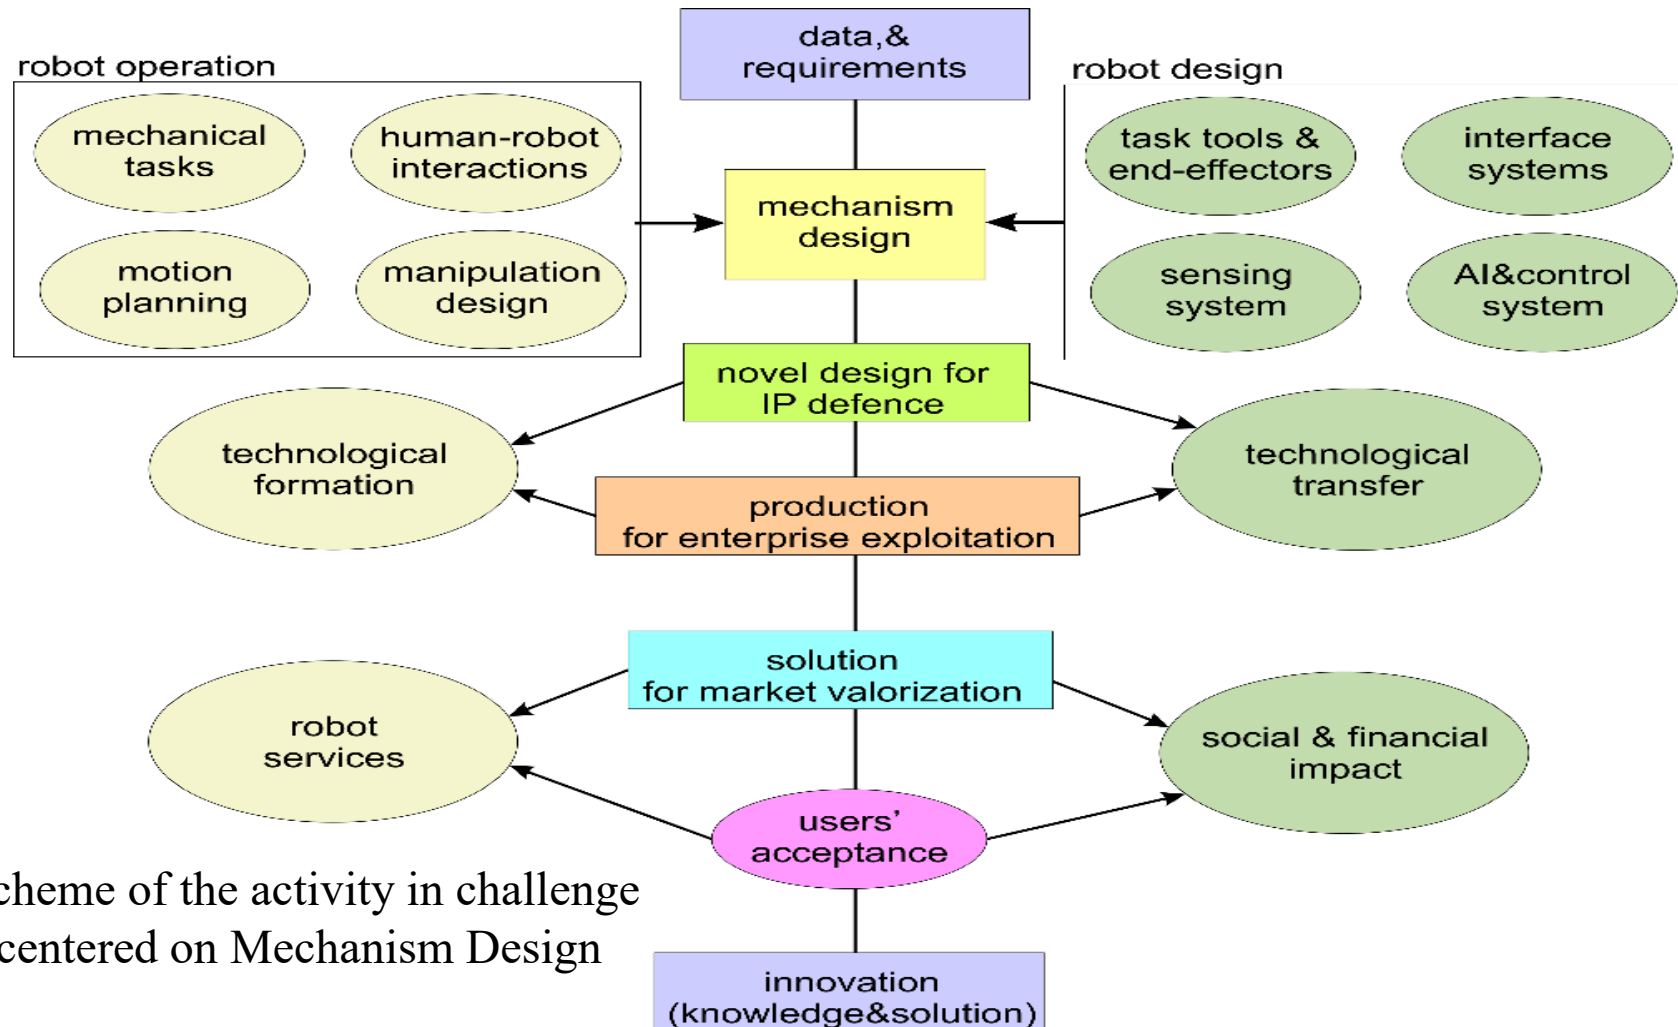 data,&
requirements
robot operation
robot design
mechanical
tasks
human-robot
interactions
motion
planning
manipulation
design
mechanism
design
task tools &
end-effectors
interface
systems
sensing
system
AI&control
system
novel design for
IP defence
technological
formation
technological
transfer
production
for enterprise exploitation
solution
for market valorization
robot
services
social & financial
impact
users’
acceptance
cheme of the activity in challenge
centered on Mechanism Design
innovation
(knowledge&solution)